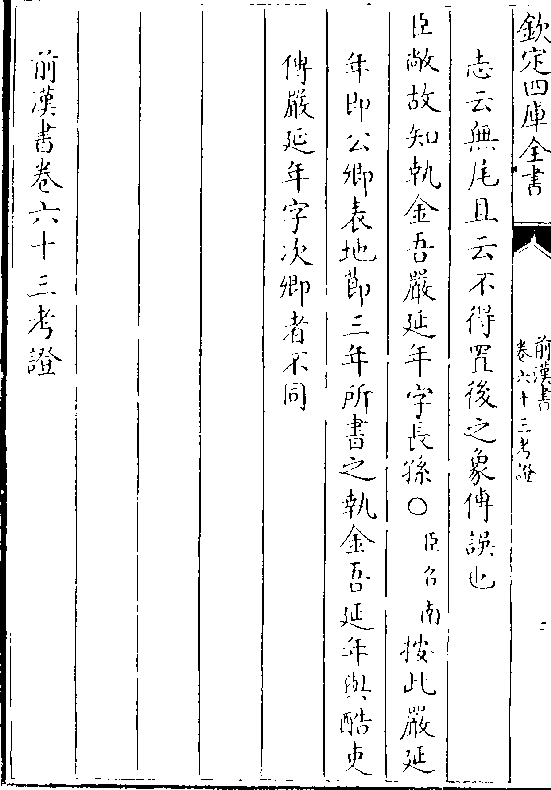 欽定四庫全書
前漢書
卷六十三考證
二
志云無尾且云不得置後之象傳誤也
臣敞故知執金吾嚴延年字長孫○臣召南按此嚴延
年即公卿表地節三年所書之執金吾延年與酷吏
傳嚴延年字次卿者不同
前漢書卷六十三考證